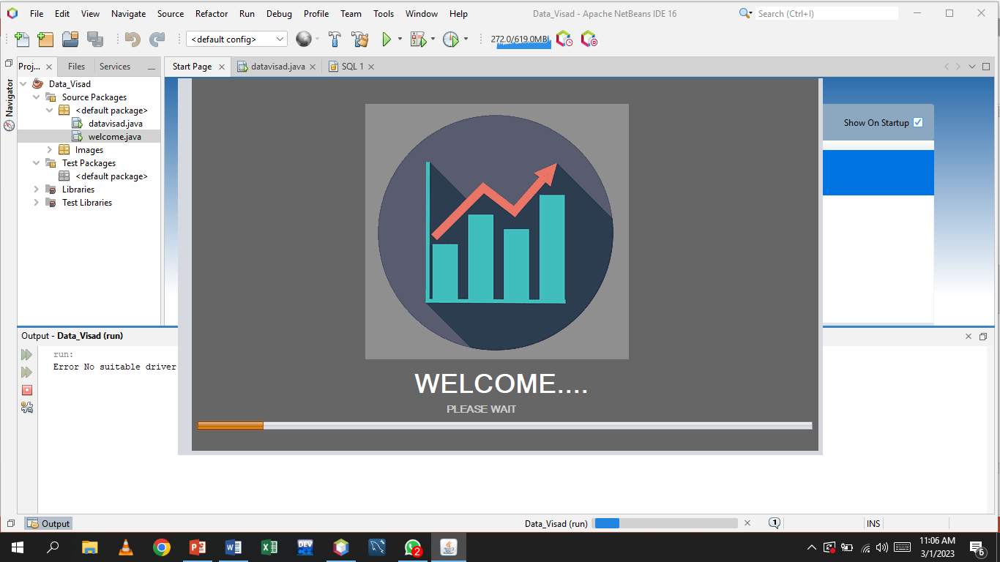 File Edit View Navigate Source Refactor Run Debug Profile Team Tools Window Help
Data_Visad - Apache NetBeans IDE 16
Search (Ctrl+I)
<default config>
272.0/619.0MB
Proj... Files Services
Start Page datavisad.java SQL 1
Navigator
Data_Visad
Source Packages
<default package>
datavisad.java
welcome.java
Images
Test Packages
<default package>
Libraries
Test Libraries
Show On Startup
WELCOME....
PLEASE WAIT
Output - Data_Visad (run)
run:
Error No suitable driver
Output
Data_Visad (run)
1
INS
DEV
2
11:06 AM
3/1/2023
6